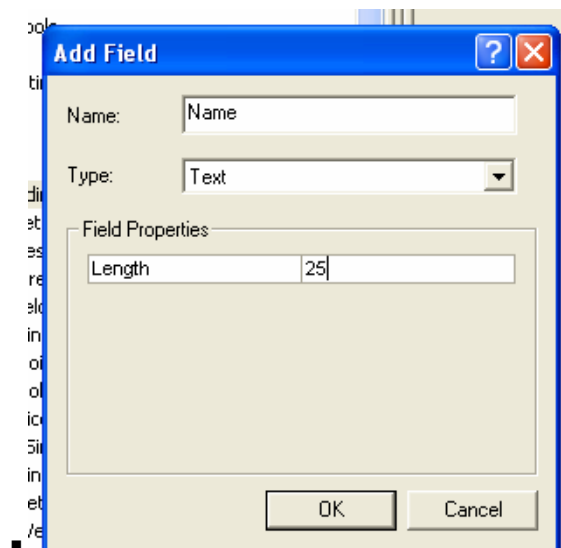 Add Field
Name: Name
Type: Text
Field Properties
Length 25
OK Cancel